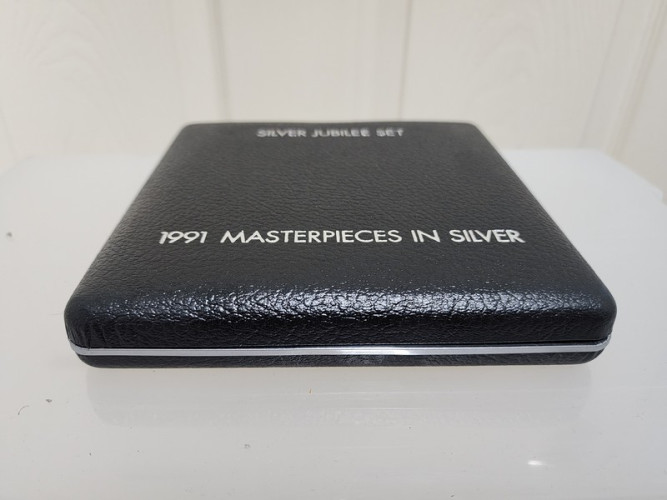 SILVER JUBILEE SET
1991 MASTERPIECES IN SILVER